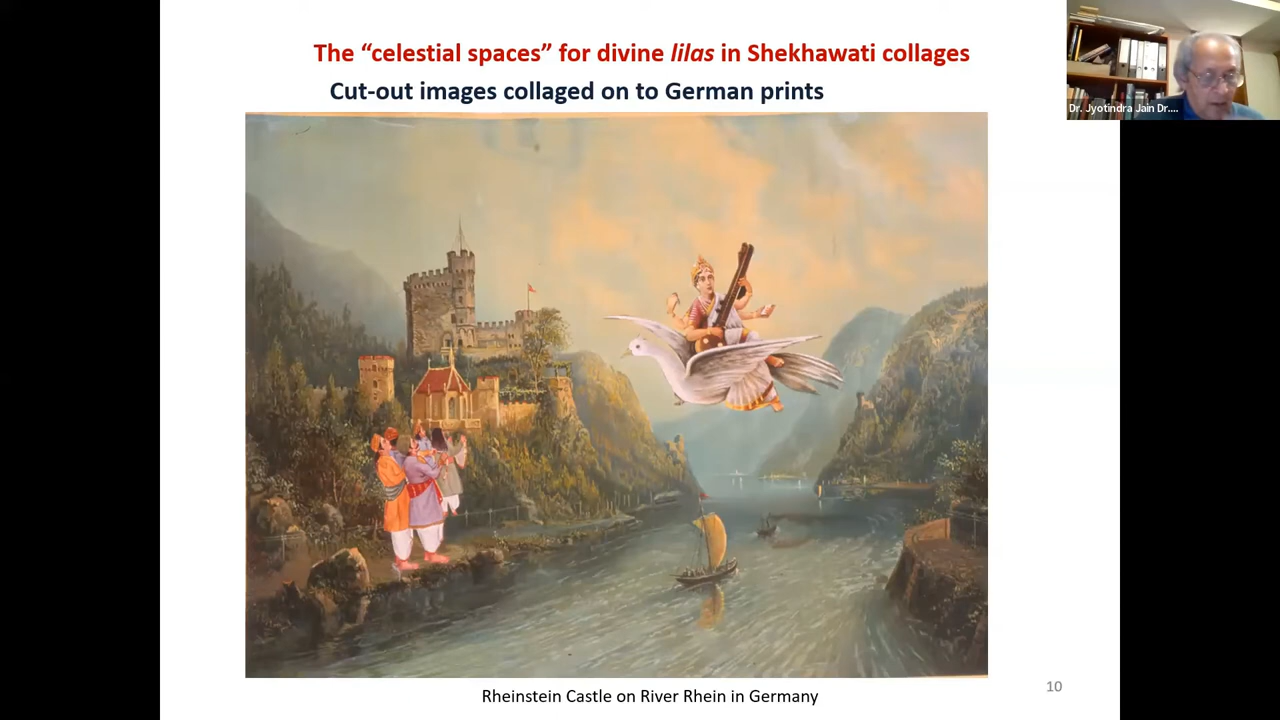 The “celestial spaces” for divine lilas in Shekhawati collages
Cut-out images collaged on to German prints
Dr. Jyotindra Jain Dr....
Rheinstein Castle on River Rhein in Germany
10